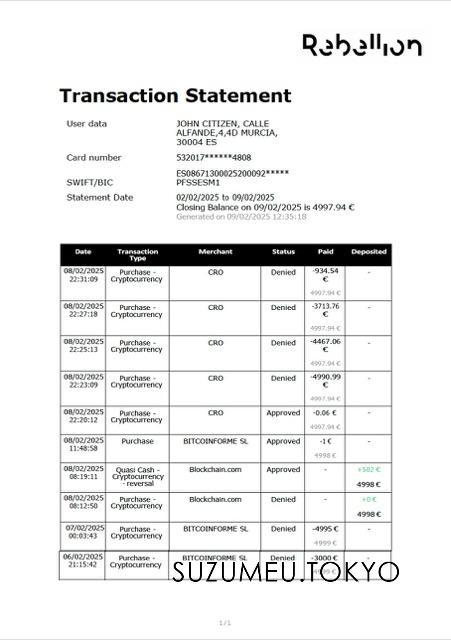 Rebellion
Transaction Statement
User data JOHN CITIZEN, CALLE
ALFANDE,4,4D MURCIA,
30004 ES
Card number 532017******4808
ES08671300025200092*****
SWIFT/BIC PFSSESM1
Statement Date 02/02/2025 to 09/02/2025
Closing Balance on 09/02/2025 is 4997.94 €
Generated on 09/02/2025 12:35:18
Date Transaction Type Merchant Status Paid Deposited
08/02/2025 22:31:09 Purchase - Cryptocurrency CRO Denied -934.54 € -
4997.94 €
08/02/2025 22:27:18 Purchase - Cryptocurrency CRO Denied -3713.76 € -
4997.94 €
08/02/2025 22:25:13 Purchase - Cryptocurrency CRO Denied -4467.06 € -
4997.94 €
08/02/2025 22:23:09 Purchase - Cryptocurrency CRO Denied -4990.99 € -
4997.94 €
08/02/2025 22:20:12 Purchase - Cryptocurrency CRO Approved -0.06 € -
4997.94 €
08/02/2025 11:48:58 Purchase BITCOINFORME SL Approved -1 € -
4998 €
08/02/2025 08:19:11 Quasi Cash - Cryptocurrency - reversal Blockchain.com Approved - +502 €
4998 €
08/02/2025 08:12:50 Purchase - Cryptocurrency Blockchain.com Denied - +0 €
4998 €
07/02/2025 00:03:43 Purchase - Cryptocurrency BITCOINFORME SL Denied -4995 € -
4999 €
06/02/2025 21:15:42 Purchase - Cryptocurrency BITCOINFORME SL Denied -3000 € -
SUZUMEU.TOKYO
1/1